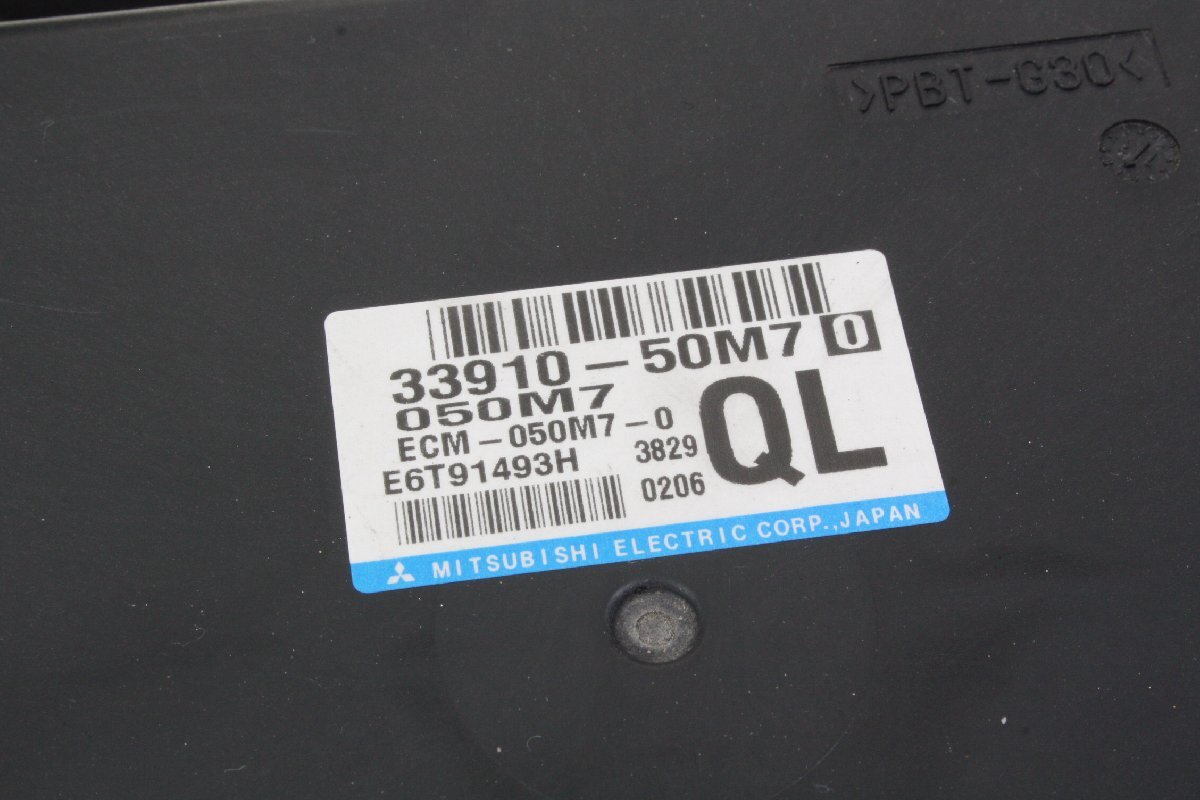 >PBT-G30<
33910-50M7 0
050M7
ECM-050M7-0
E6T91493H
3829
0206
QL
MITSUBISHI ELECTRIC CORP.,JAPAN